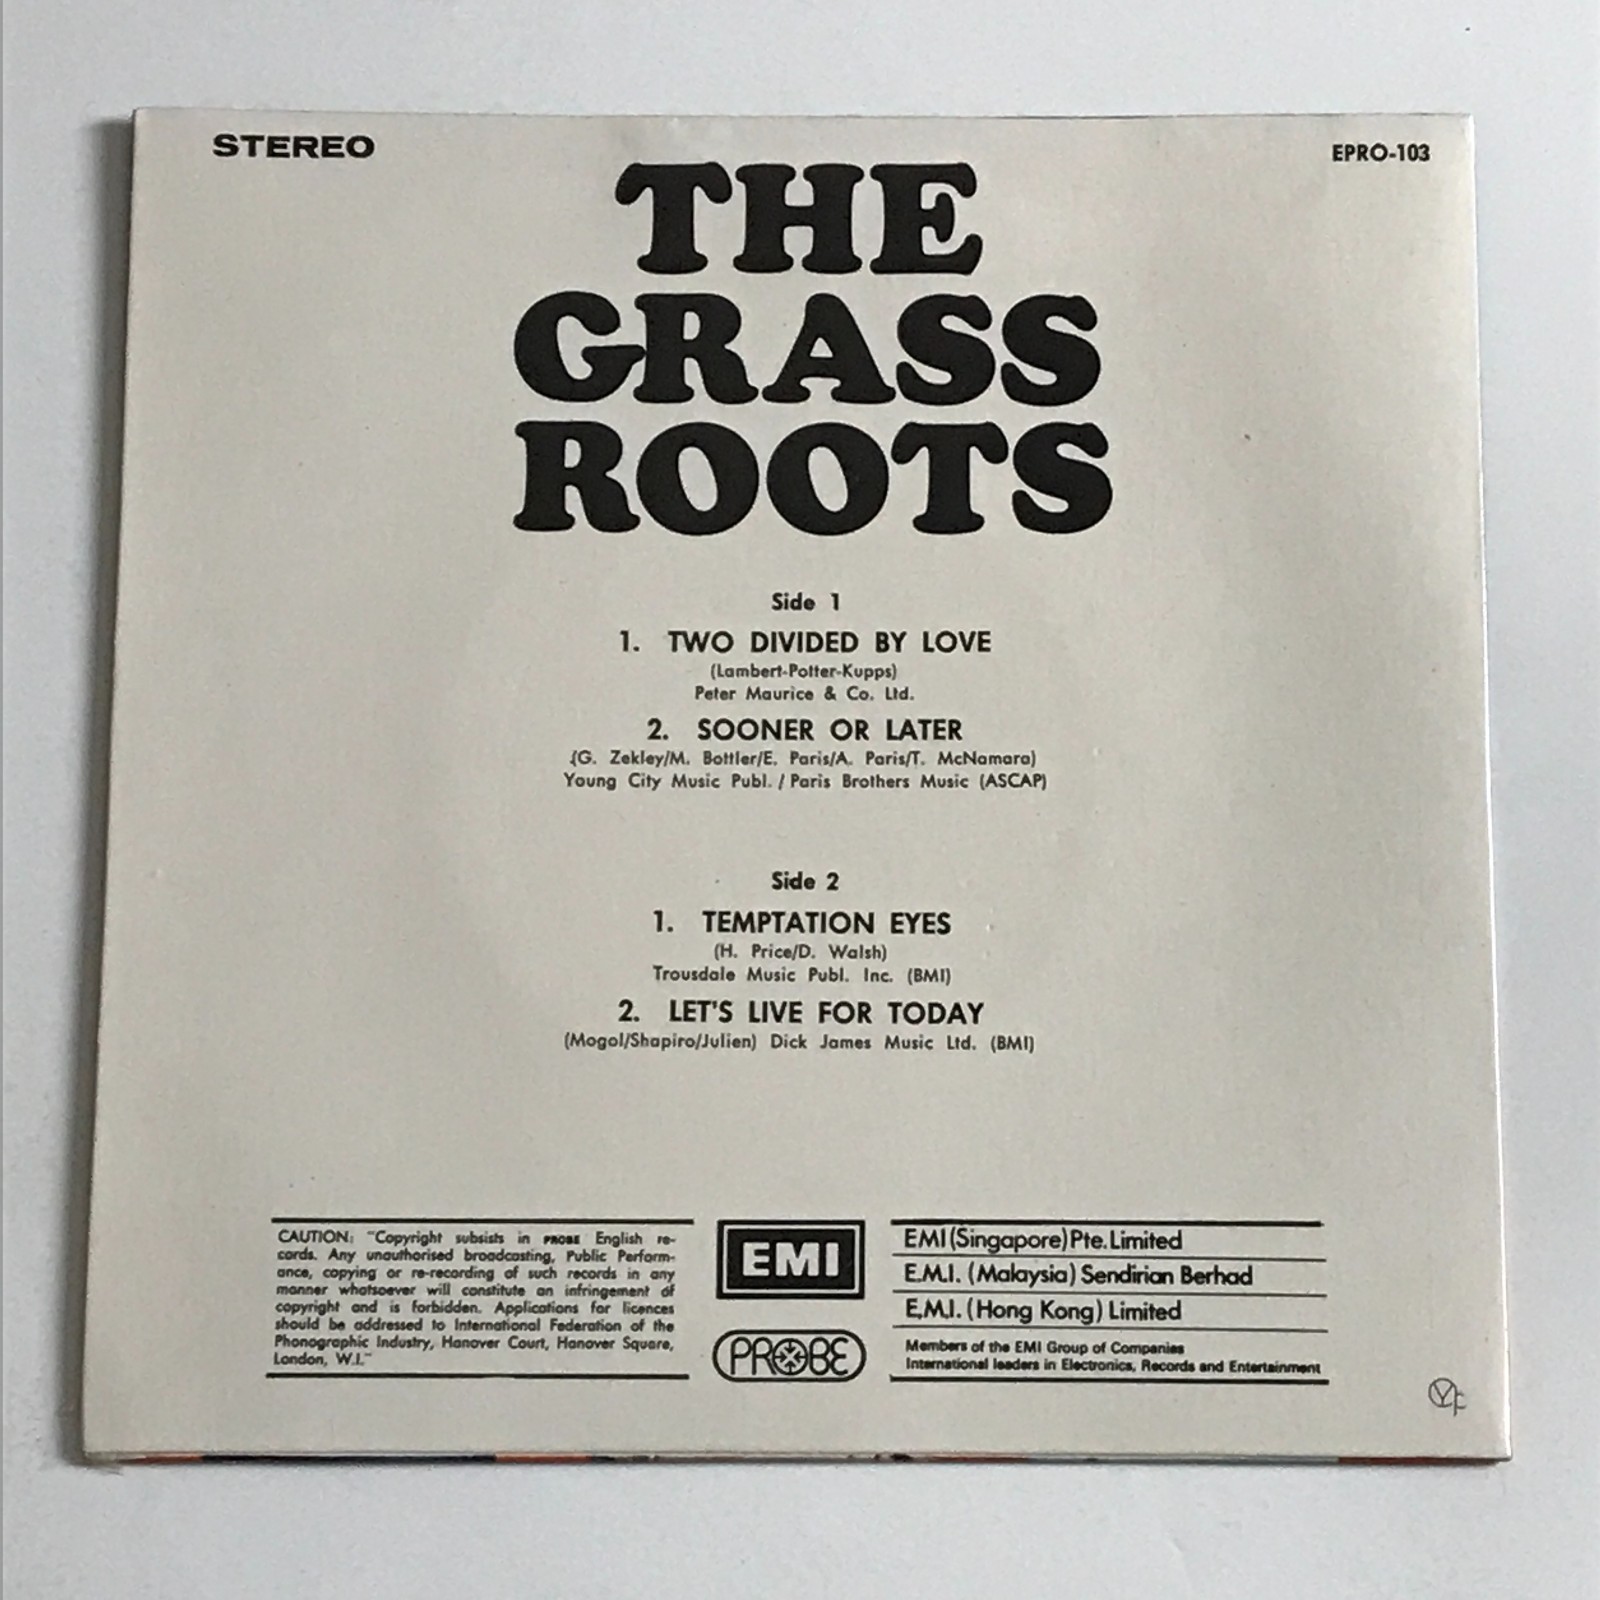 STEREO
EPRO-103
THE
GRASS
ROOTS
Side 1
1. TWO DIVIDED BY LOVE
(Lambert-Potter-Kupps)
Peter Maurice & Co. Ltd.
2. SOONER OR LATER
(G. Zekley/M. Bottler/E. Paris/A. Paris/T. McNamara)
Young City Music Publ. / Paris Brothers Music (ASCAP)
Side 2
1. TEMPTATION EYES
(H. Price/D. Walsh)
Trousdale Music Publ. Inc. (BMI)
2. LET'S LIVE FOR TODAY
(Mogol/Shapiro/Julien) Dick James Music Ltd. (BMI)
CAUTION: "Copyright subsists in PROBE English re-
cords. Any unauthorised broadcasting, Public Perform-
ance, copying or re-recording of such records in any
manner whatsoever will constitute an infringement of
copyright and is forbidden. Applications for licences
should be addressed to International Federation of the
Phonographic Industry, Hanover Court, Hanover Square,
London, W.I."
EMI
PROBE
EMI (Singapore) Pte. Limited
E.M.I. (Malaysia) Sendirian Berhad
E.M.I. (Hong Kong) Limited
Members of the EMI Group of Companies
International leaders in Electronics, Records and Entertainment